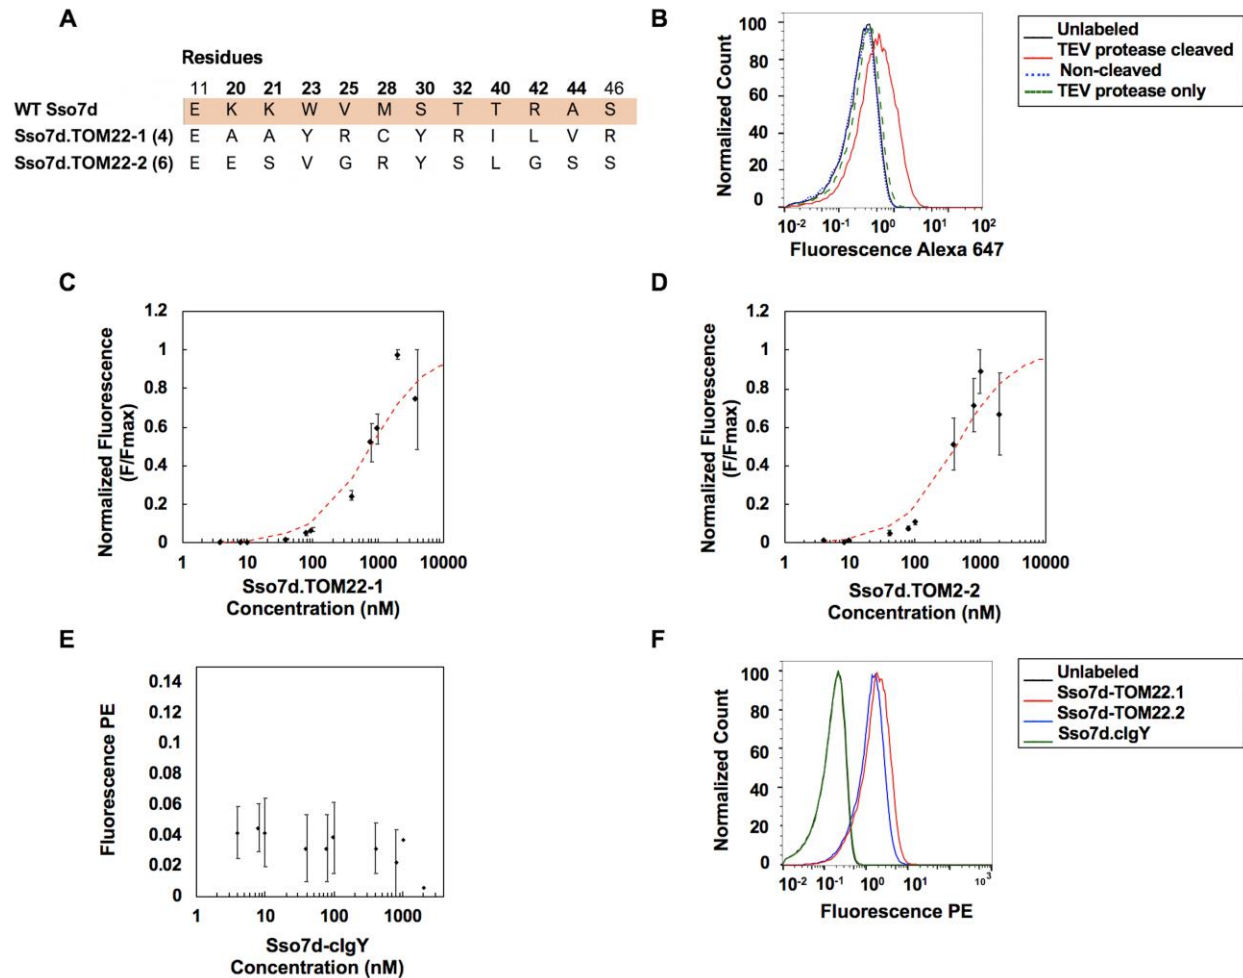 A
Residues
11 20 21 23 25 28 30 32 40 42 44 46
WT Sso7d E K K W V M S T T R A S
Sso7d.TOM22-1 (4) E A A Y R C Y R I L V R
Sso7d.TOM22-2 (6) E E S V G R Y S L G S S
B
Normalized Count
100
80
60
40
20
0
10-2 10-1 100 101 102
Fluorescence Alexa 647
Unlabeled
TEV protease cleaved
Non-cleaved
TEV protease only
C
Normalized Fluorescence
(F/Fmax)
1.2
1
0.8
0.6
0.4
0.2
0
1 10 100 1000 10000
Sso7d.TOM22-1
Concentration (nM)
D
Normalized Fluorescence
(F/Fmax)
1.2
1
0.8
0.6
0.4
0.2
0
1 10 100 1000 10000
Sso7d.TOM2-2
Concentration (nM)
E
Fluorescence PE
0.14
0.12
0.1
0.08
0.06
0.04
0.02
0
1 10 100 1000
Sso7d-cIgY
Concentration (nM)
F
Normalized Count
100
80
60
40
20
0
10-2 10-1 100 101 103
Fluorescence PE
Unlabeled
Sso7d-TOM22.1
Sso7d-TOM22.2
Sso7d.cIgY